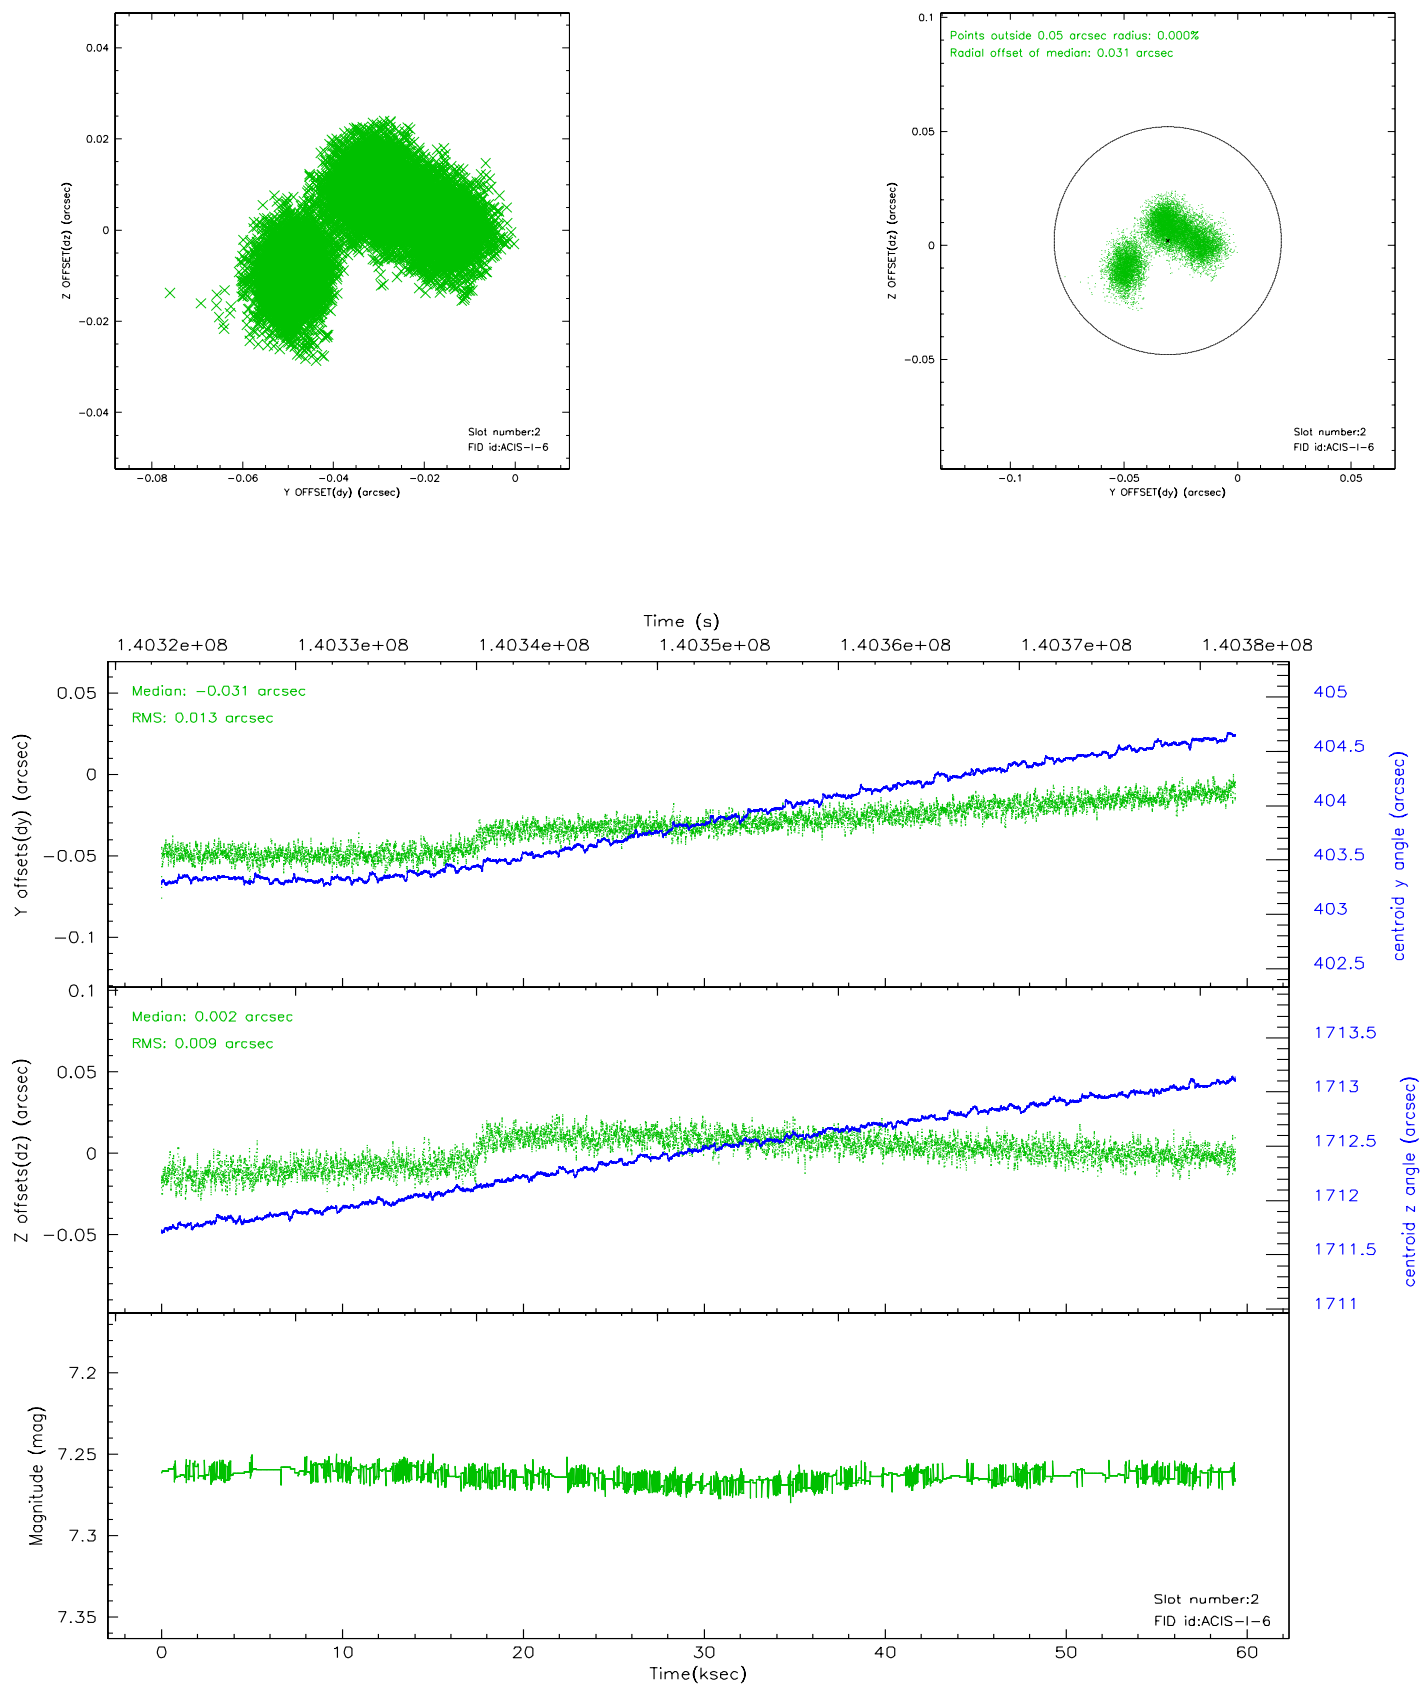 0.04
0.02
0
−0.02
−0.04
Z OFFSET(dz) (arcsec)
Slot number:2
FID id:ACIS−I−6
−0.08
−0.06
−0.04
−0.02
0
Y OFFSET(dy) (arcsec)
0.1
0.05
0
−0.05
Z OFFSET(dz) (arcsec)
Points outside 0.05 arcsec radius: 0.000%
Radial offset of median: 0.031 arcsec
Slot number:2
FID id:ACIS−I−6
−0.1
−0.05
0
0.05
Y OFFSET(dy) (arcsec)
Time (s)
1.4032e+08
1.4033e+08
1.4034e+08
1.4035e+08
1.4036e+08
1.4037e+08
1.4038e+08
0.05
0
−0.05
−0.1
Y offsets(dy) (arcsec)
Median: −0.031 arcsec
RMS: 0.013 arcsec
405
404.5
404
403.5
403
402.5
centroid y angle (arcsec)
0.1
0.05
0
−0.05
Z offsets(dz) (arcsec)
Median: 0.002 arcsec
RMS: 0.009 arcsec
1713.5
1713
1712.5
1712
1711.5
1711
centroid z angle (arcsec)
7.2
7.25
7.3
7.35
Magnitude (mag)
Slot number:2
FID id:ACIS−I−6
0
10
20
30
40
50
60
Time(ksec)